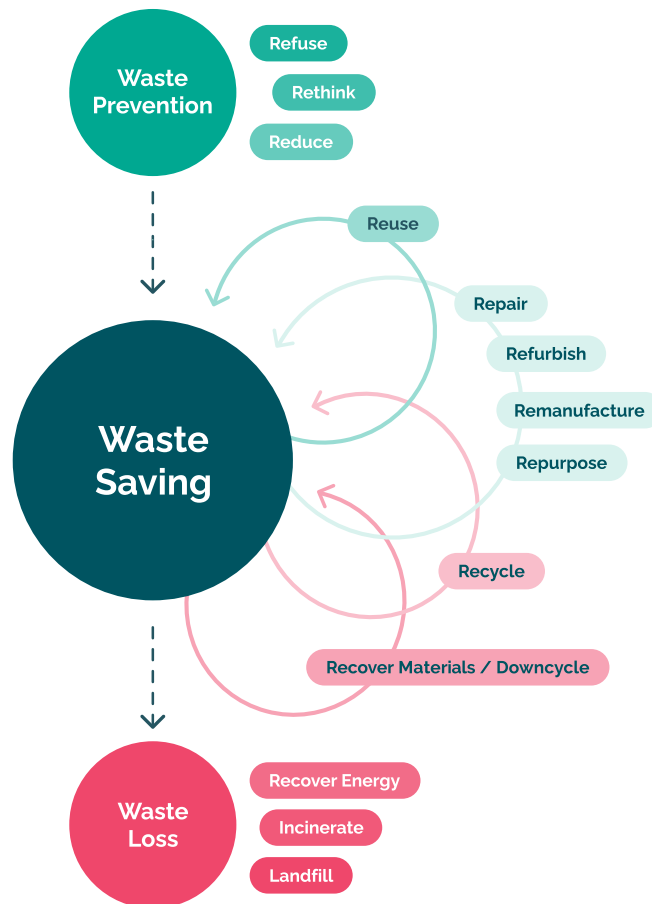 Waste
Prevention
Refuse
Rethink
Reduce
Reuse
Repair
Refurbish
Remanufacture
Repurpose
Waste
Saving
Recycle
Recover Materials / Downcycle
Waste
Loss
Recover Energy
Incinerate
Landfill